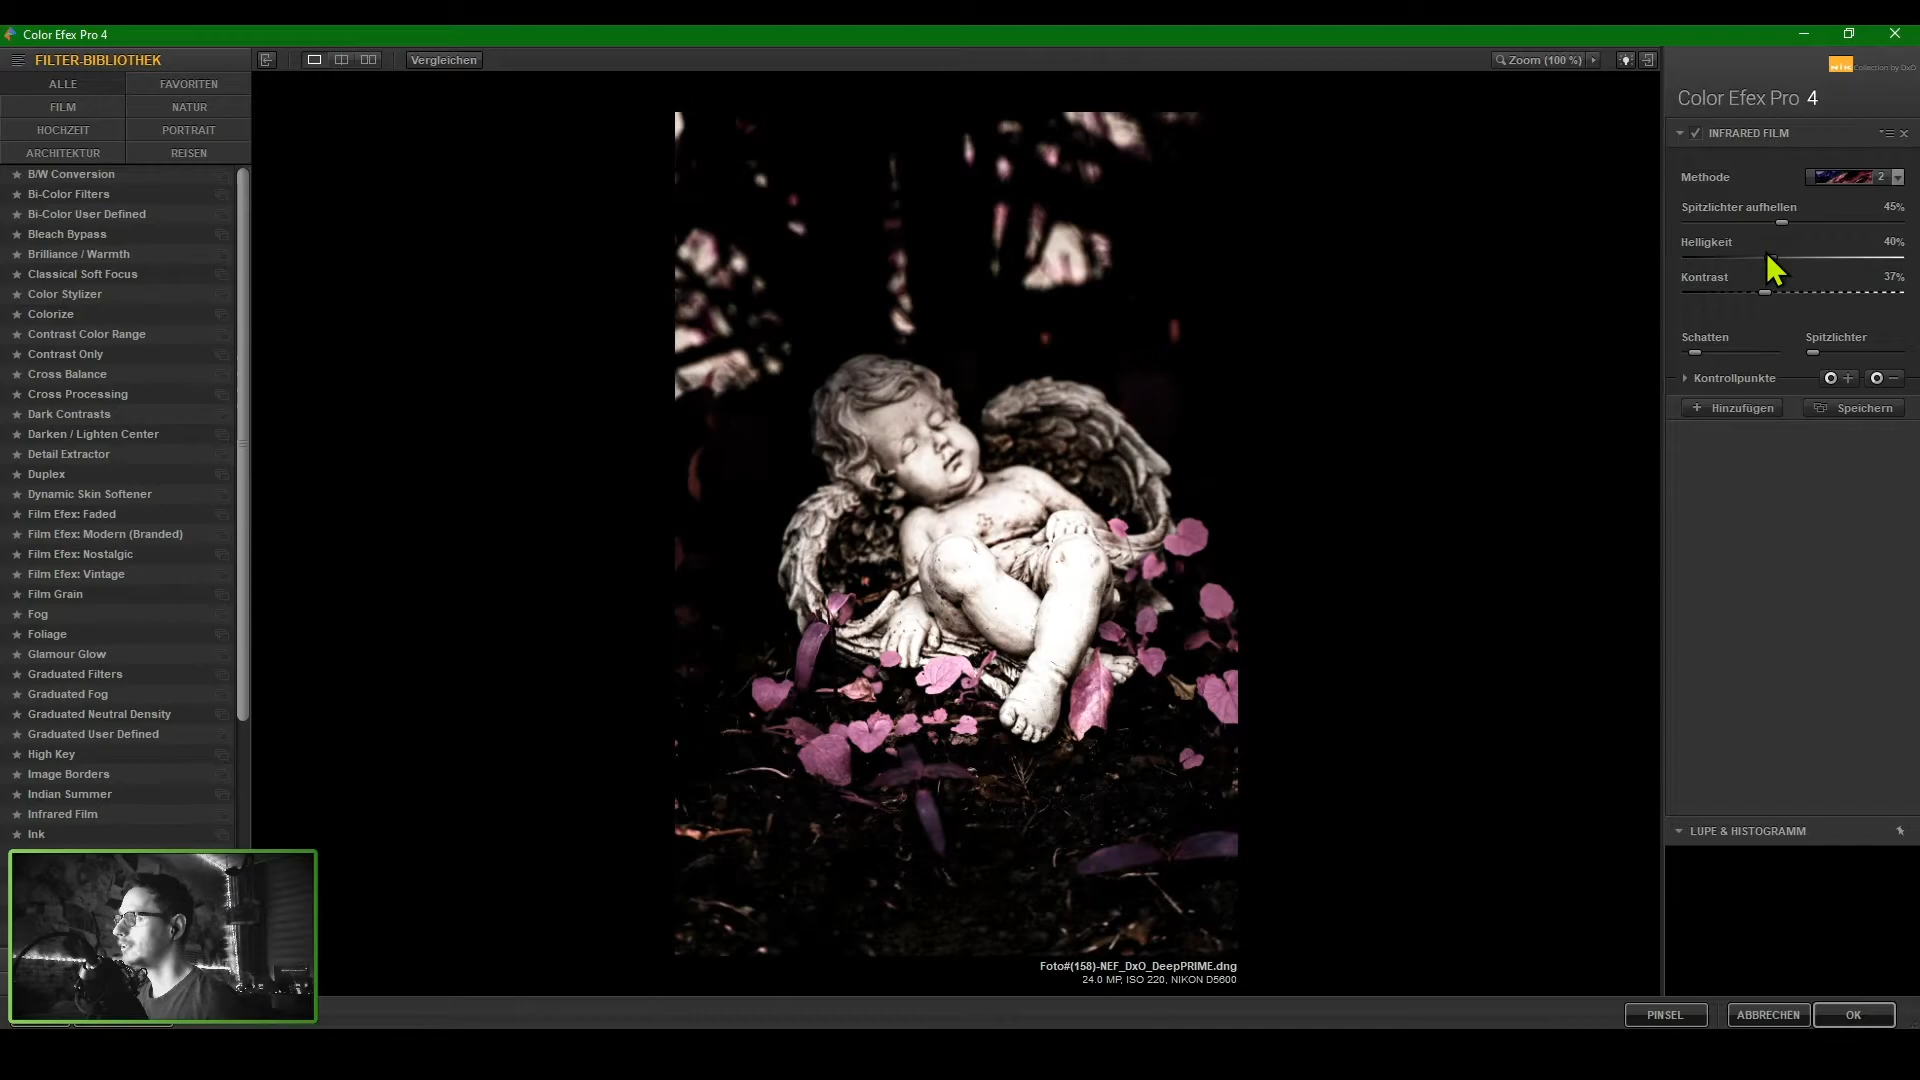 Color Efex Pro 4
FILTER-BIBLIOTHEK
Vergleichen
Zoom (100 %)
ALLE
FAVORITEN
FILM
NATUR
HOCHZEIT
PORTRAIT
ARCHITEKTUR
REISEN
B/W Conversion
Bi-Color Filters
Bi-Color User Defined
Bleach Bypass
Brilliance / Warmth
Classical Soft Focus
Color Stylizer
Colorize
Contrast Color Range
Contrast Only
Cross Balance
Cross Processing
Dark Contrasts
Darken / Lighten Center
Detail Extractor
Duplex
Dynamic Skin Softener
Film Efex: Faded
Film Efex: Modern (Branded)
Film Efex: Nostalgic
Film Efex: Vintage
Film Grain
Fog
Foliage
Glamour Glow
Graduated Filters
Graduated Fog
Graduated Neutral Density
Graduated User Defined
High Key
Image Borders
Indian Summer
Infrared Film
Ink
Foto#(158)-NEF_DxO_DeepPRIME.dng
24.0 MP, ISO 220, NIKON D5600
Nik Collection by DxO
Color Efex Pro 4
INFRARED FILM
Methode 2
Spitzlichter aufhellen 45%
Helligkeit 40%
Kontrast 37%
Schatten Spitzlichter
Kontrollpunkte
Hinzufügen Speichern
LUPE & HISTOGRAMM
PINSEL ABBRECHEN OK